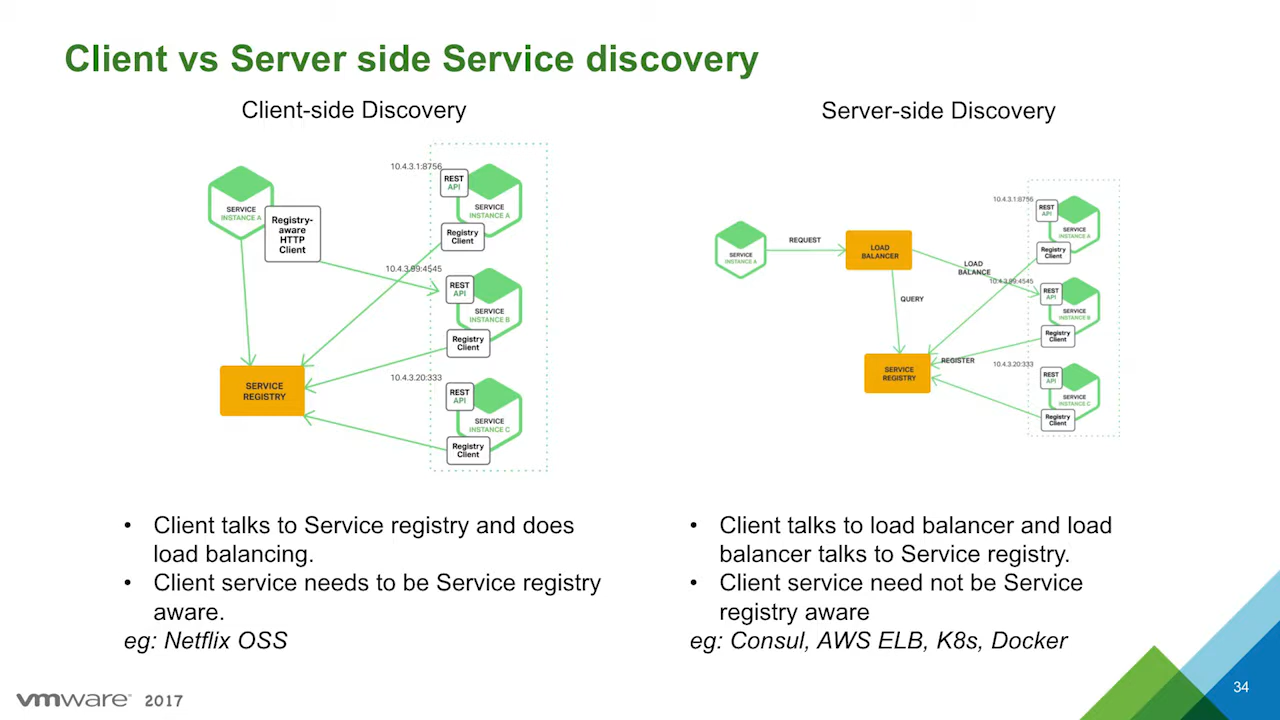 Client vs Server side Service discovery
Client-side Discovery
10.4.3.1:8756
REST
API
SERVICE
INSTANCE A
Registry
Client
SERVICE
INSTANCE A
Registry-
aware
HTTP
Client
10.4.3.99:4545
REST
API
SERVICE
INSTANCE B
Registry
Client
10.4.3.20:333
REST
API
SERVICE
INSTANCE C
Registry
Client
SERVICE
REGISTRY
Server-side Discovery
10.4.3.1:8756
REST
API
SERVICE
INSTANCE A
Registry
Client
SERVICE
INSTANCE A
REQUEST
LOAD
BALANCER
LOAD
BALANCE
10.4.3.99:4545
REST
API
SERVICE
INSTANCE B
Registry
Client
QUERY
REGISTER
10.4.3.20:333
REST
API
SERVICE
INSTANCE C
Registry
Client
SERVICE
REGISTRY
• Client talks to Service registry and does
load balancing.
• Client service needs to be Service registry
aware.
eg: Netflix OSS
• Client talks to load balancer and load
balancer talks to Service registry.
• Client service need not be Service
registry aware
eg: Consul, AWS ELB, K8s, Docker
vmware 2017
34